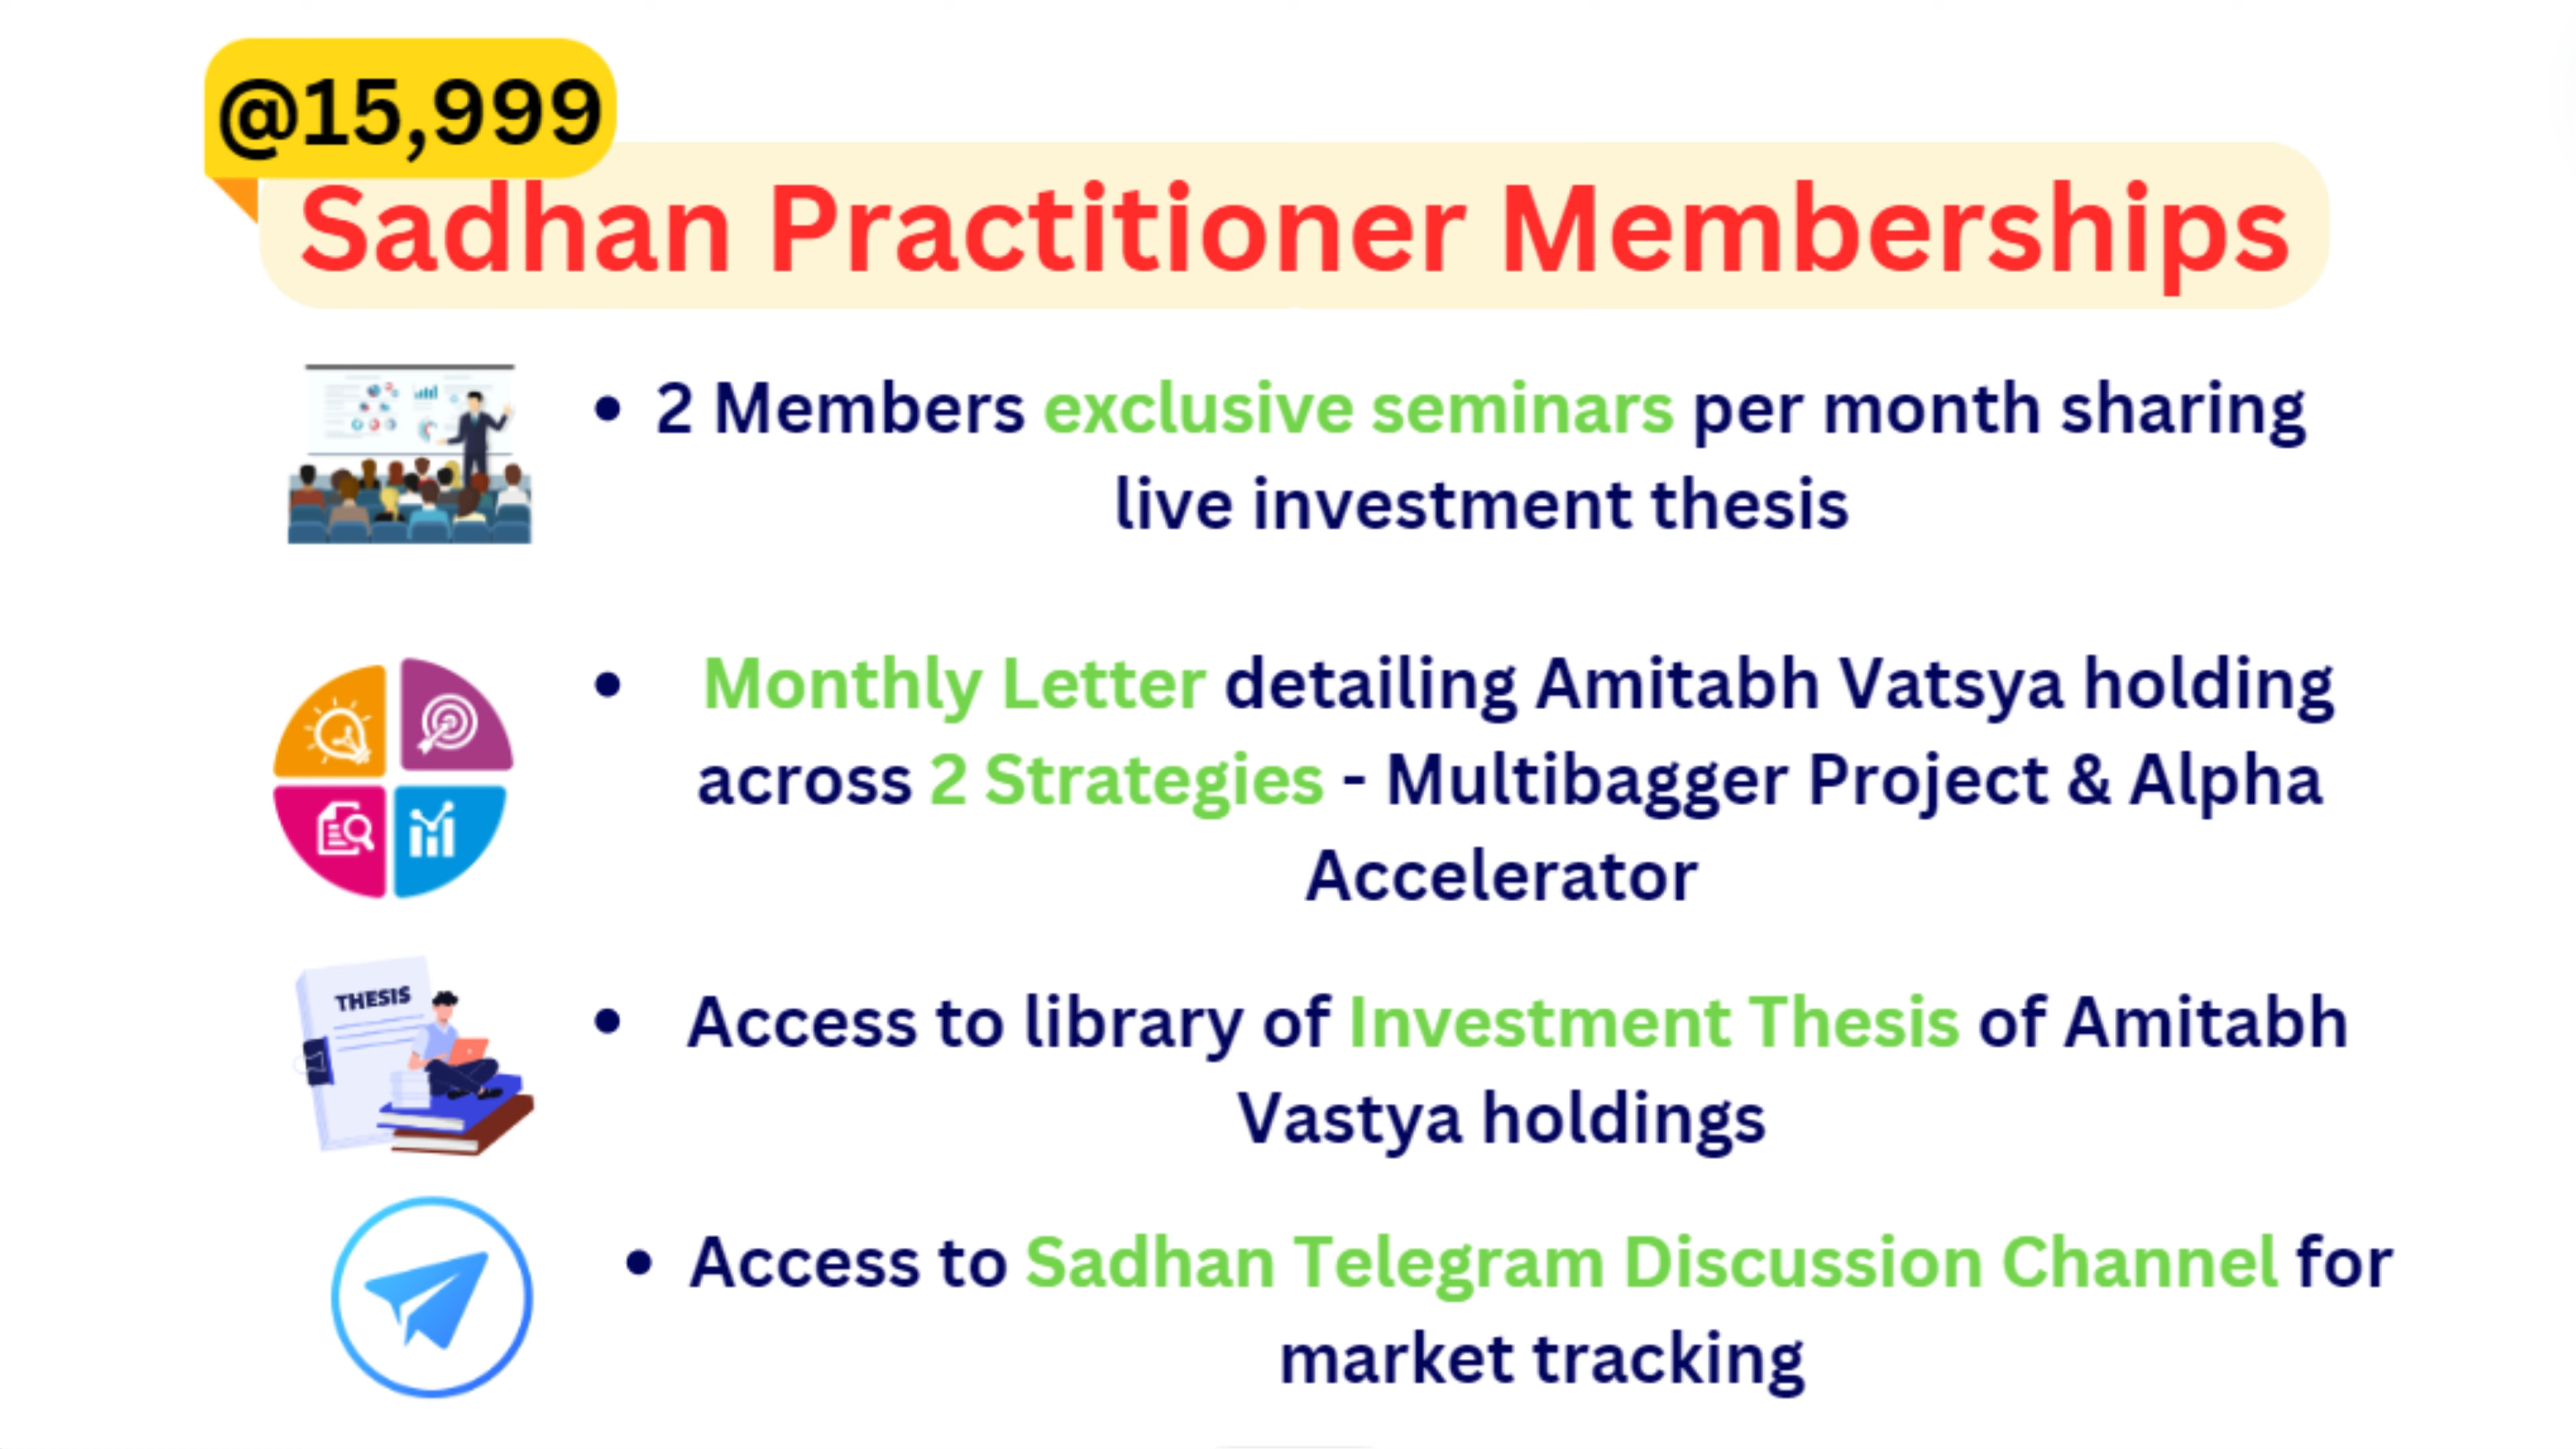 @15,999
Sadhan Practitioner Memberships
• 2 Members exclusive seminars per month sharing
live investment thesis
• Monthly Letter detailing Amitabh Vatsya holding
across 2 Strategies - Multibagger Project & Alpha
Accelerator
THESIS
• Access to library of Investment Thesis of Amitabh
Vastya holdings
• Access to Sadhan Telegram Discussion Channel for
market tracking